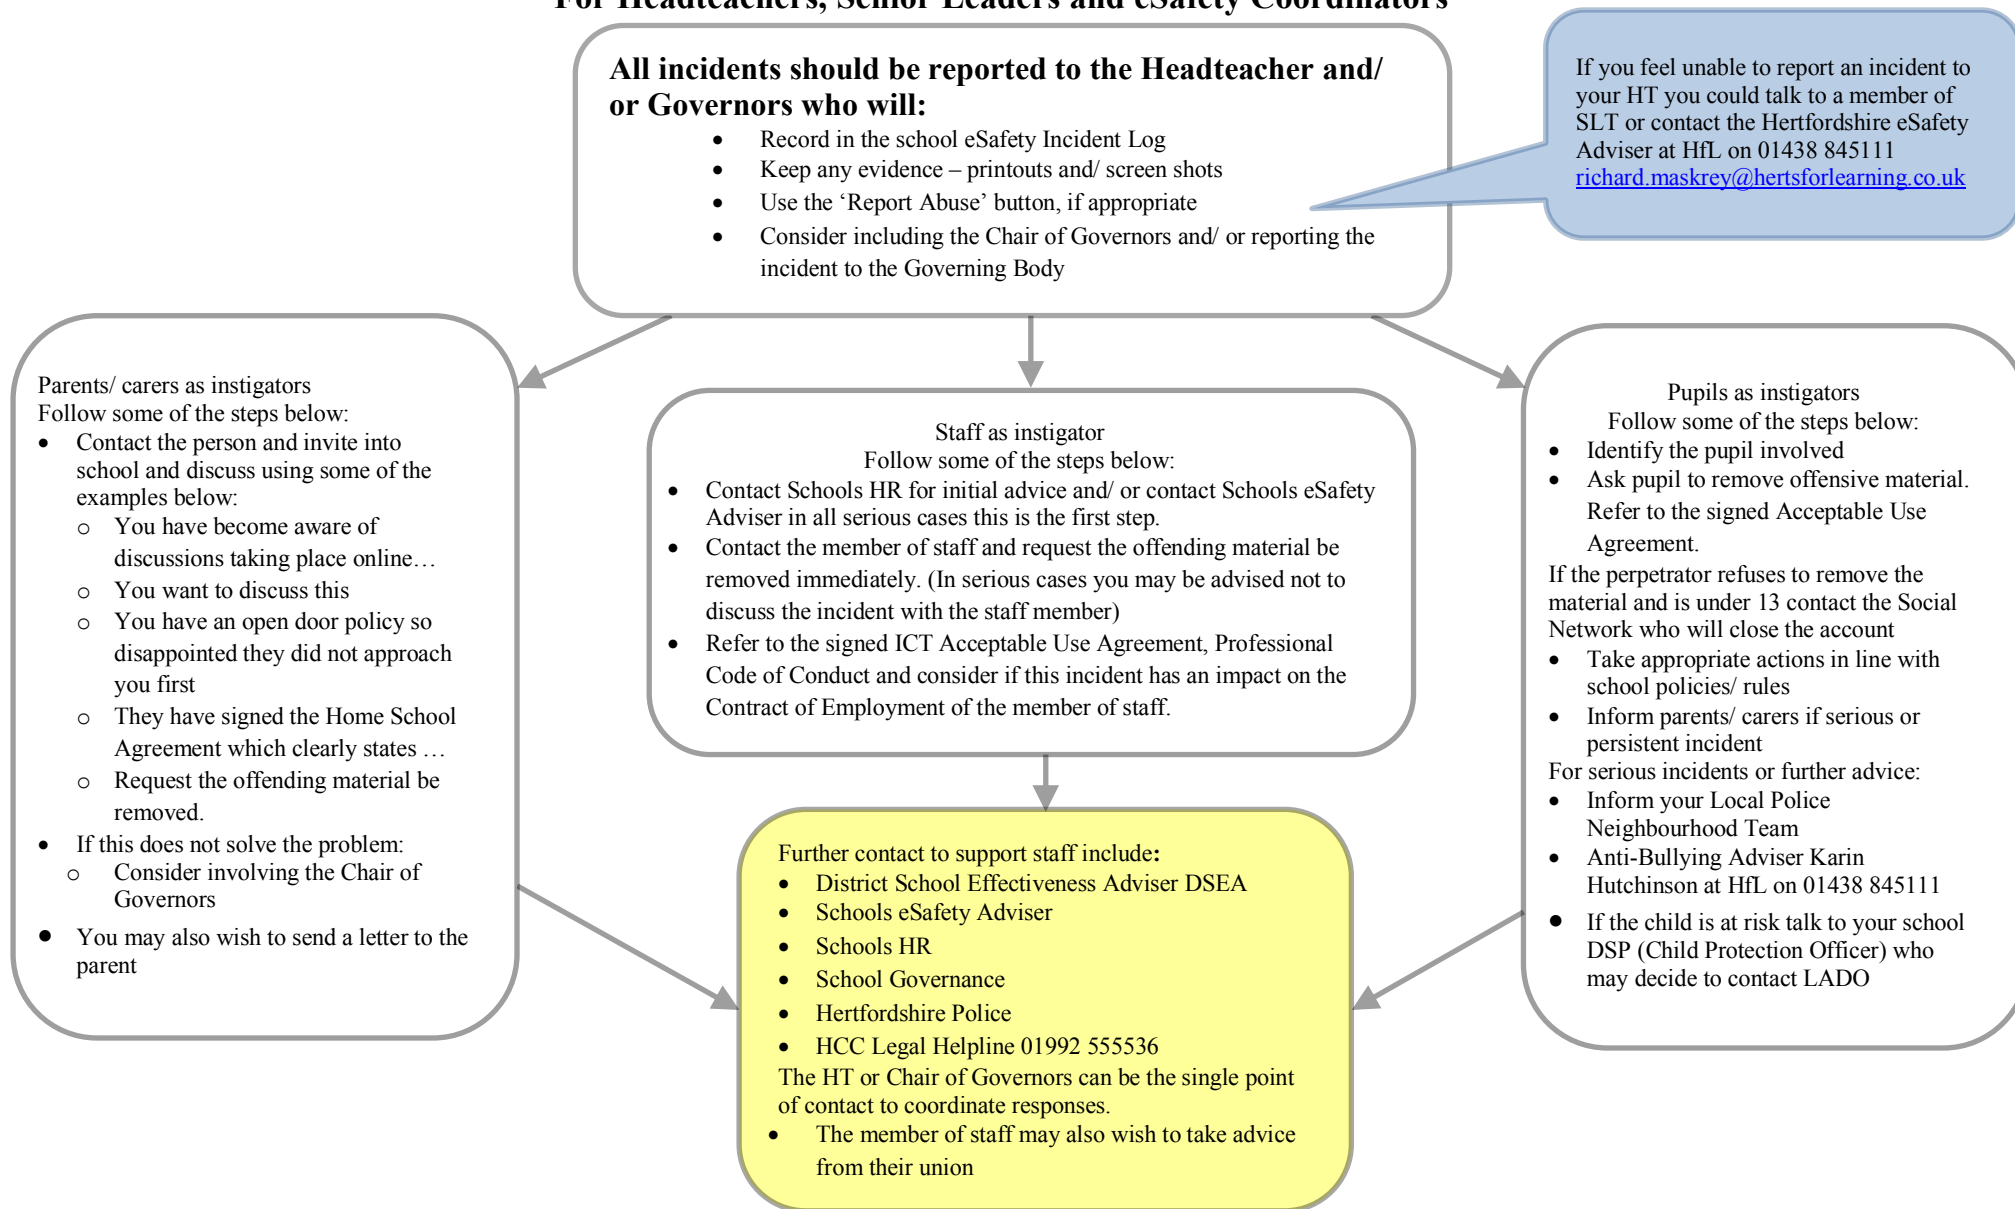 For Headteachers, Senior Leaders and eSafety Coordinators
All incidents should be reported to the Headteacher and/
or Governors who will:
• Record in the school eSafety Incident Log
• Keep any evidence – printouts and/ screen shots
• Use the ‘Report Abuse’ button, if appropriate
• Consider including the Chair of Governors and/ or reporting the
incident to the Governing Body
If you feel unable to report an incident to
your HT you could talk to a member of
SLT or contact the Hertfordshire eSafety
Adviser at HfL on 01438 845111
richard.maskrey@hertsforlearning.co.uk
Parents/ carers as instigators
Follow some of the steps below:
• Contact the person and invite into
school and discuss using some of the
examples below:
o You have become aware of
discussions taking place online…
o You want to discuss this
o You have an open door policy so
disappointed they did not approach
you first
o They have signed the Home School
Agreement which clearly states …
o Request the offending material be
removed.
• If this does not solve the problem:
o Consider involving the Chair of
Governors
• You may also wish to send a letter to the
parent
Staff as instigator
Follow some of the steps below:
• Contact Schools HR for initial advice and/ or contact Schools eSafety
Adviser in all serious cases this is the first step.
• Contact the member of staff and request the offending material be
removed immediately. (In serious cases you may be advised not to
discuss the incident with the staff member)
• Refer to the signed ICT Acceptable Use Agreement, Professional
Code of Conduct and consider if this incident has an impact on the
Contract of Employment of the member of staff.
Pupils as instigators
Follow some of the steps below:
• Identify the pupil involved
• Ask pupil to remove offensive material.
Refer to the signed Acceptable Use
Agreement.
If the perpetrator refuses to remove the
material and is under 13 contact the Social
Network who will close the account
• Take appropriate actions in line with
school policies/ rules
• Inform parents/ carers if serious or
persistent incident
For serious incidents or further advice:
• Inform your Local Police
Neighbourhood Team
• Anti-Bullying Adviser Karin
Hutchinson at HfL on 01438 845111
• If the child is at risk talk to your school
DSP (Child Protection Officer) who
may decide to contact LADO
Further contact to support staff include:
• District School Effectiveness Adviser DSEA
• Schools eSafety Adviser
• Schools HR
• School Governance
• Hertfordshire Police
• HCC Legal Helpline 01992 555536
The HT or Chair of Governors can be the single point
of contact to coordinate responses.
• The member of staff may also wish to take advice
from their union